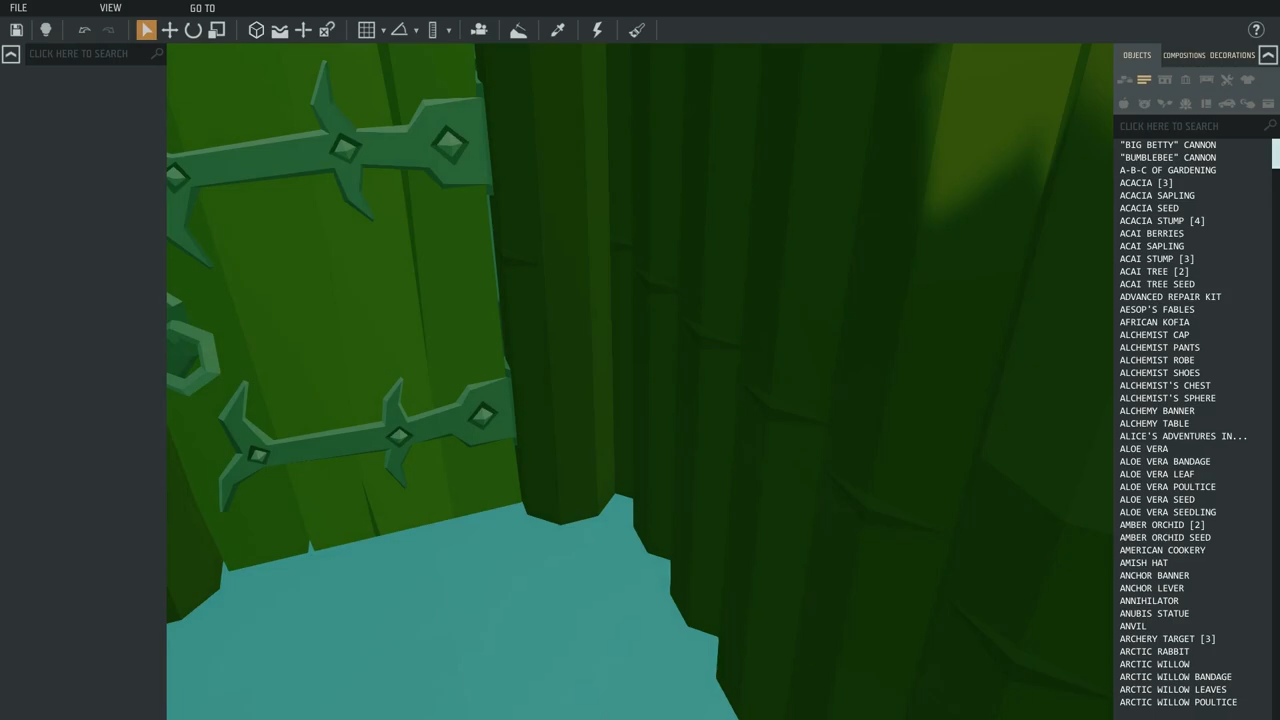 FILE VIEW GO TO
CLICK HERE TO SEARCH
OBJECTS COMPOSITIONS DECORATIONS
CLICK HERE TO SEARCH
"BIG BETTY" CANNON
"BUMBLEBEE" CANNON
A-B-C OF GARDENING
ACACIA [3]
ACACIA SAPLING
ACACIA SEED
ACACIA STUMP [4]
ACAI BERRIES
ACAI SAPLING
ACAI STUMP [3]
ACAI TREE [2]
ACAI TREE SEED
ADVANCED REPAIR KIT
AESOP'S FABLES
AFRICAN KOFIA
ALCHEMIST CAP
ALCHEMIST PANTS
ALCHEMIST ROBE
ALCHEMIST SHOES
ALCHEMIST'S CHEST
ALCHEMIST'S SPHERE
ALCHEMY BANNER
ALCHEMY TABLE
ALICE'S ADVENTURES IN...
ALOE VERA
ALOE VERA BANDAGE
ALOE VERA LEAF
ALOE VERA POULTICE
ALOE VERA SEED
ALOE VERA SEEDLING
AMBER ORCHID [2]
AMBER ORCHID SEED
AMERICAN COOKERY
AMISH HAT
ANCHOR BANNER
ANCHOR LEVER
ANNIHILATOR
ANUBIS STATUE
ANVIL
ARCHERY TARGET [3]
ARCTIC RABBIT
ARCTIC WILLOW
ARCTIC WILLOW BANDAGE
ARCTIC WILLOW LEAVES
ARCTIC WILLOW POULTICE